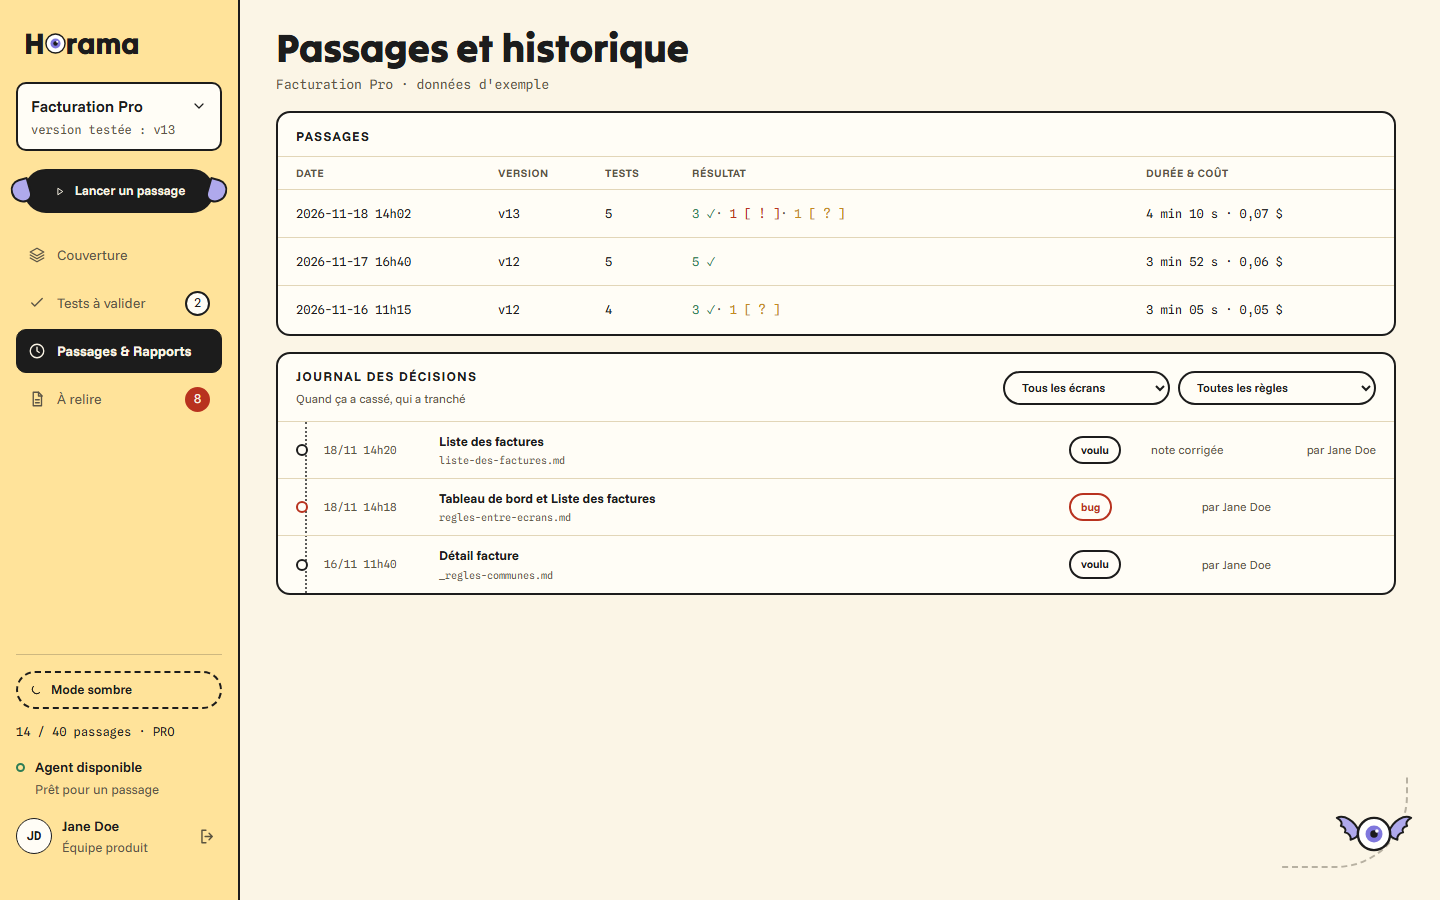 Horama
Facturation Pro
version testée : v13
Lancer un passage
Couverture
Tests à valider 2
Passages & Rapports
À relire 8
Mode sombre
14 / 40 passages · PRO
Agent disponible
Prêt pour un passage
JD
Jane Doe
Équipe produit
Passages et historique
Facturation Pro · données d'exemple
PASSAGES
DATE VERSION TESTS RÉSULTAT DURÉE & COÛT
2026-11-18 14h02 v13 5 3 ✓· 1 [ ! ]· 1 [ ? ] 4 min 10 s · 0,07 $
2026-11-17 16h40 v12 5 5 ✓ 3 min 52 s · 0,06 $
2026-11-16 11h15 v12 4 3 ✓· 1 [ ? ] 3 min 05 s · 0,05 $
JOURNAL DES DÉCISIONS
Quand ça a cassé, qui a tranché
Tous les écrans Toutes les règles
18/11 14h20 Liste des factures voulu note corrigée par Jane Doe
liste-des-factures.md
18/11 14h18 Tableau de bord et Liste des factures bug par Jane Doe
regles-entre-ecrans.md
16/11 11h40 Détail facture voulu par Jane Doe
_regles-communes.md